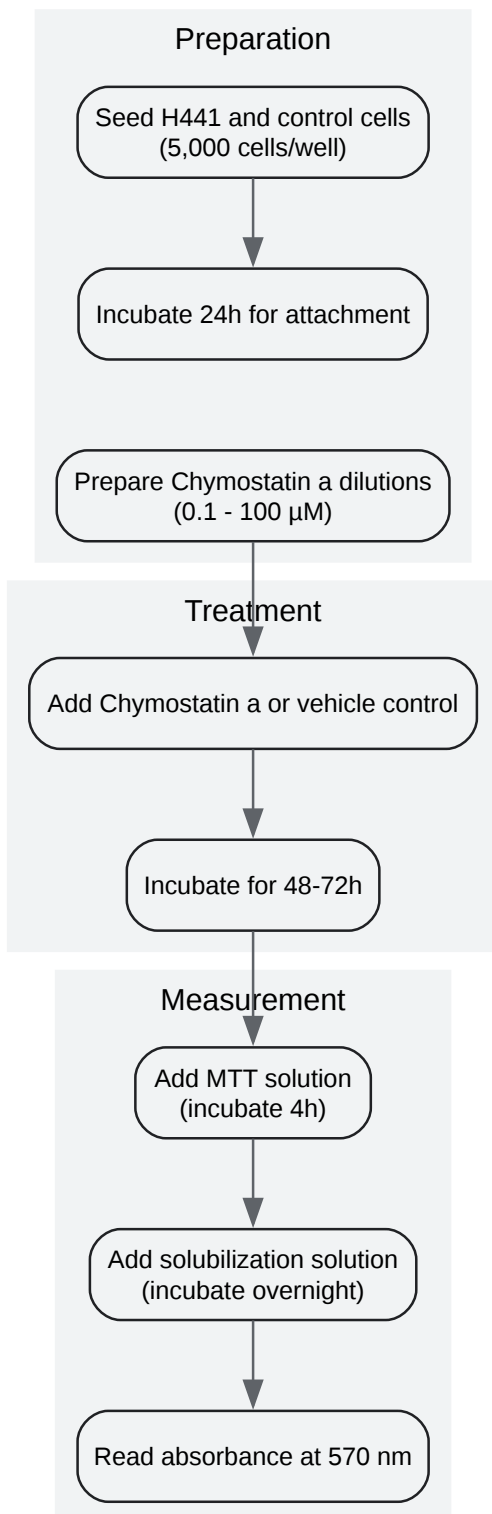 Preparation
Seed H441 and control cells
(5,000 cells/well)
Incubate 24h for attachment
Prepare Chymostatin a dilutions
(0.1 - 100 µM)
Treatment
Add Chymostatin a or vehicle control
Incubate for 48-72h
Measurement
Add MTT solution
(incubate 4h)
Add solubilization solution
(incubate overnight)
Read absorbance at 570 nm